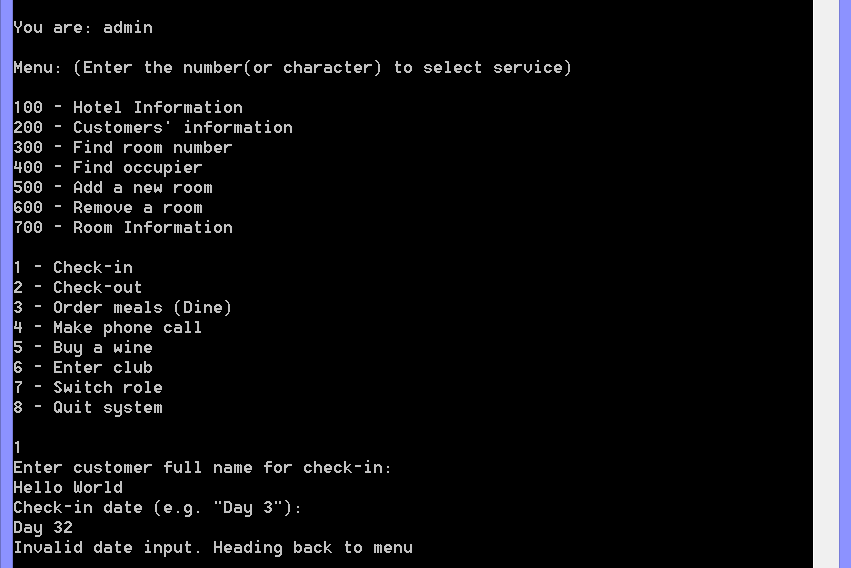 You are: admin
Menu: (Enter the number(or character) to select service)
100 - Hotel Information
200 - Customers' information
300 - Find room number
400 - Find occupier
500 - Add a new room
600 - Remove a room
700 - Room Information
1 - Check-in
2 - Check-out
3 - Order meals (Dine)
4 - Make phone call
5 - Buy a wine
6 - Enter club
7 - Switch role
8 - Quit system
1
Enter customer full name for check-in:
Hello World
Check-in date (e.g. "Day 3"):
Day 32
Invalid date input. Heading back to menu